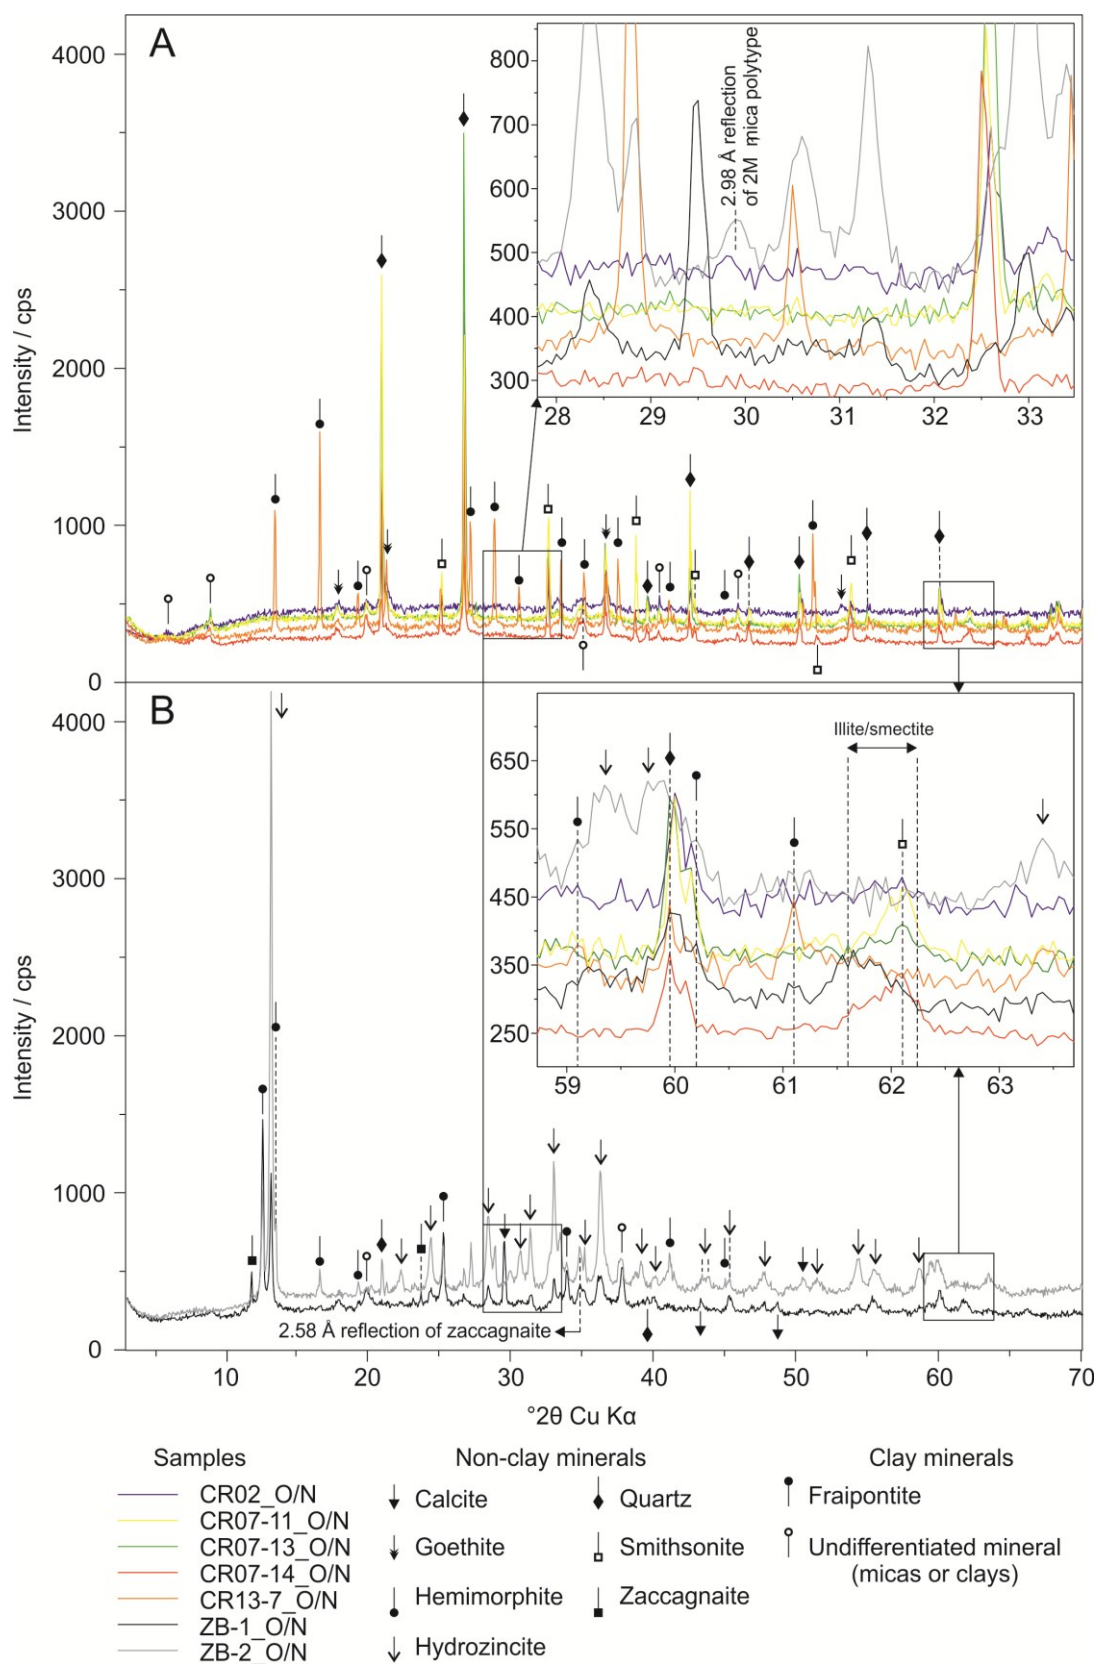 A
4000
3000
2000
1000
0
Intensity / cps
800
700
600
500
400
300
28
29
30
31
32
33
2.98 Å reflection
of 2M mica polytype
B
4000
3000
2000
1000
0
Intensity / cps
650
550
450
350
250
59
60
61
62
63
Illite/smectite
2.58 Å reflection of zaccagnaite
10
20
30
40
50
60
70
°2θ Cu Kα
Samples
CR02_O/N
CR07-11_O/N
CR07-13_O/N
CR07-14_O/N
CR13-7_O/N
ZB-1_O/N
ZB-2_O/N
Non-clay minerals
Calcite
Goethite
Hemimorphite
Hydrozincite
Quartz
Smithsonite
Zaccagnaite
Clay minerals
Fraipontite
Undifferentiated mineral
(micas or clays)